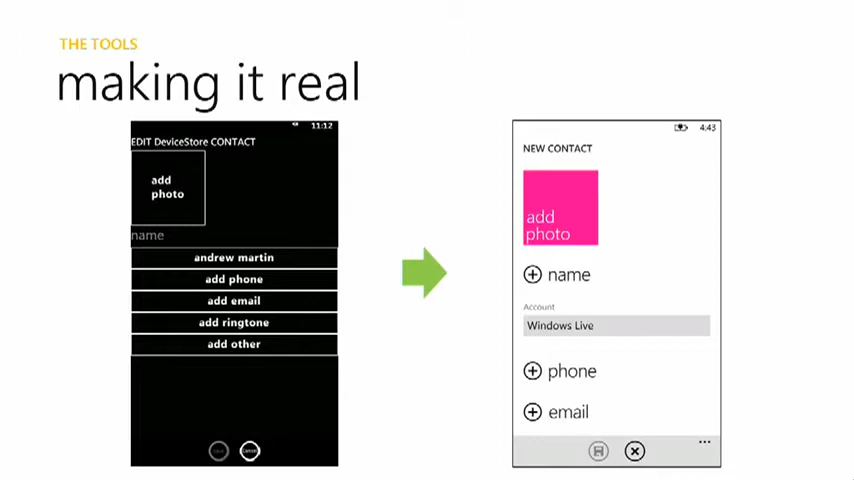 THE TOOLS
making it real
11:12
EDIT DeviceStore CONTACT
add
photo
name
andrew martin
add phone
add email
add ringtone
add other
Cancel
4:43
NEW CONTACT
add
photo
name
Account
Windows Live
phone
email
...